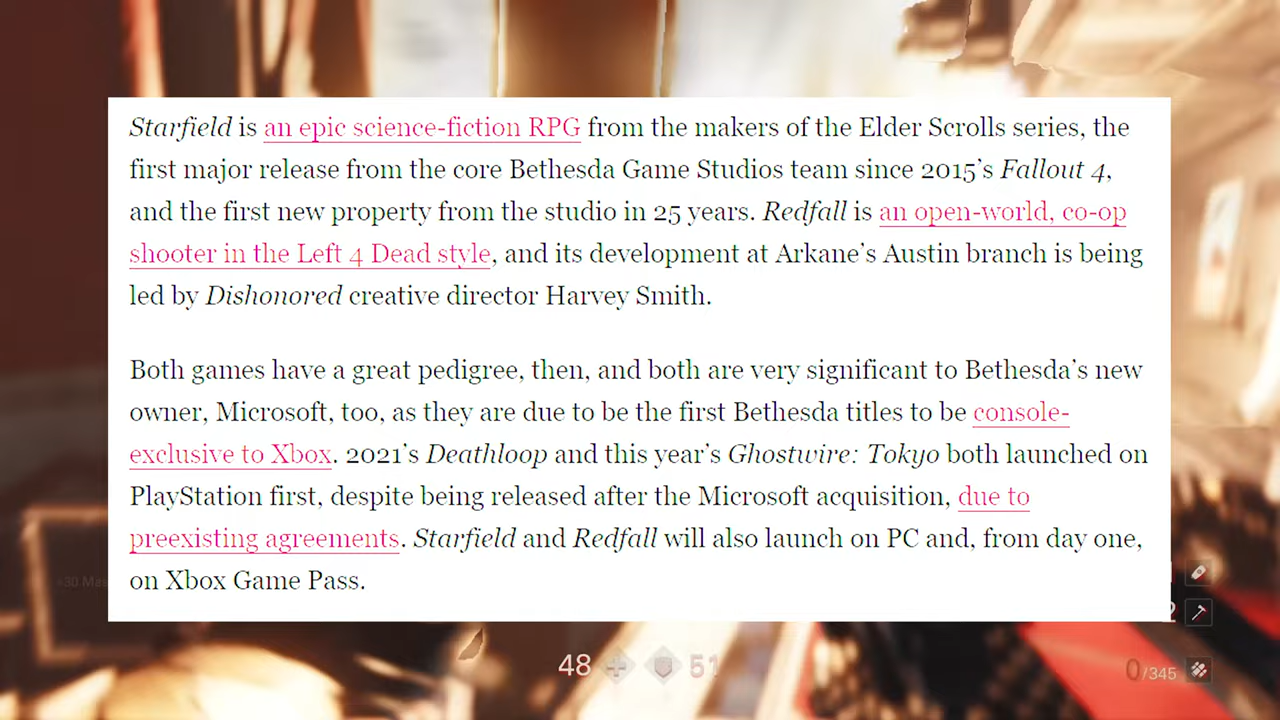 Starfield is an epic science-fiction RPG from the makers of the Elder Scrolls series, the
first major release from the core Bethesda Game Studios team since 2015's Fallout 4,
and the first new property from the studio in 25 years. Redfall is an open-world, co-op
shooter in the Left 4 Dead style, and its development at Arkane's Austin branch is being
led by Dishonored creative director Harvey Smith.
Both games have a great pedigree, then, and both are very significant to Bethesda's new
owner, Microsoft, too, as they are due to be the first Bethesda titles to be console-
exclusive to Xbox. 2021's Deathloop and this year's Ghostwire: Tokyo both launched on
PlayStation first, despite being released after the Microsoft acquisition, due to
preexisting agreements. Starfield and Redfall will also launch on PC and, from day one,
on Xbox Game Pass.
48 51
0/345